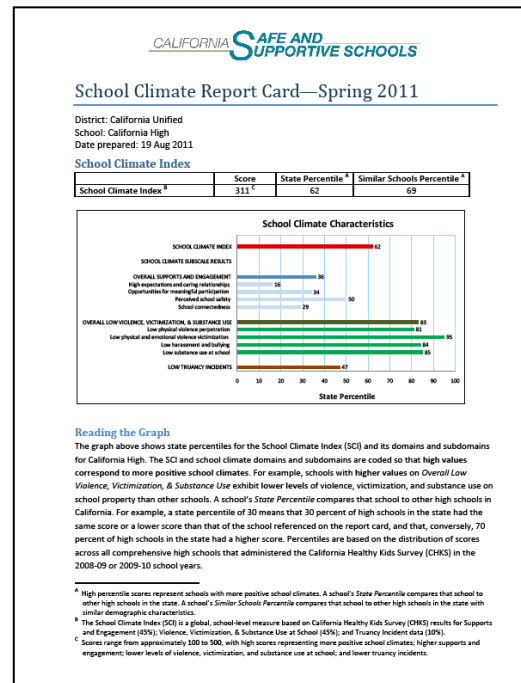 CALIFORNIA SAFE AND SUPPORTIVE SCHOOLS
School Climate Report Card—Spring 2011
District: California Unified
School: California High
Date prepared: 19 Aug 2011
School Climate Index
Score State Percentile A Similar Schools Percentile A
School Climate Index B 311 C 62 69
School Climate Characteristics
SCHOOL CLIMATE INDEX 62
SCHOOL CLIMATE SUBSCALE RESULTS
OVERALL SUPPORTS AND ENGAGEMENT 36
High expectations and caring relationships 16
Opportunities for meaningful participation 34
Perceived school safety 50
School connectedness 29
OVERALL LOW VIOLENCE, VICTIMIZATION, & SUBSTANCE USE 83
Low physical violence perpetration 81
Low physical and emotional violence victimization 95
Low harassment and bullying 84
Low substance use at school 85
LOW TRUANCY INCIDENTS 47
0 10 20 30 40 50 60 70 80 90 100
State Percentile
Reading the Graph
The graph above shows state percentiles for the School Climate Index (SCI) and its domains and subdomains
for California High. The SCI and school climate domains and subdomains are coded so that high values
correspond to more positive school climates. For example, schools with higher values on Overall Low
Violence, Victimization, & Substance Use exhibit lower levels of violence, victimization, and substance use on
school property than other schools. A school's State Percentile compares that school to other high schools in
California. For example, a state percentile of 30 means that 30 percent of high schools in the state had the
same score or a lower score than that of the school referenced on the report card, and that, conversely, 70
percent of high schools in the state had a higher score. Percentiles are based on the distribution of scores
across all comprehensive high schools that administered the California Healthy Kids Survey (CHKS) in the
2008-09 or 2009-10 school years.
A High percentile scores represent schools with more positive school climates. A school's State Percentile compares that school to
other high schools in the state. A school's Similar Schools Percentile compares that school to other high schools in the state with
similar demographic characteristics.
B The School Climate Index (SCI) is a global, school-level measure based on California Healthy Kids Survey (CHKS) results for Supports
and Engagement (45%); Violence, Victimization, & Substance Use at School (45%); and Truancy Incident data (10%).
C Scores range from approximately 100 to 500, with high scores representing more positive school climates; higher supports and
engagement; lower levels of violence, victimization, and substance use at school; and lower truancy incidents.